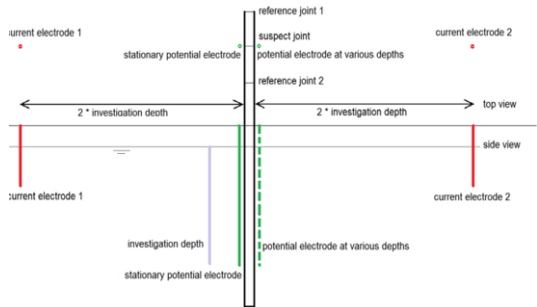 reference joint 1
current electrode 1
suspect joint
current electrode 2
stationary potential electrode
potential electrode at various depths
reference joint 2
2 * investigation depth
2 * investigation depth
top view
side view
current electrode 1
current electrode 2
investigation depth
potential electrode at various depths
stationary potential electrode